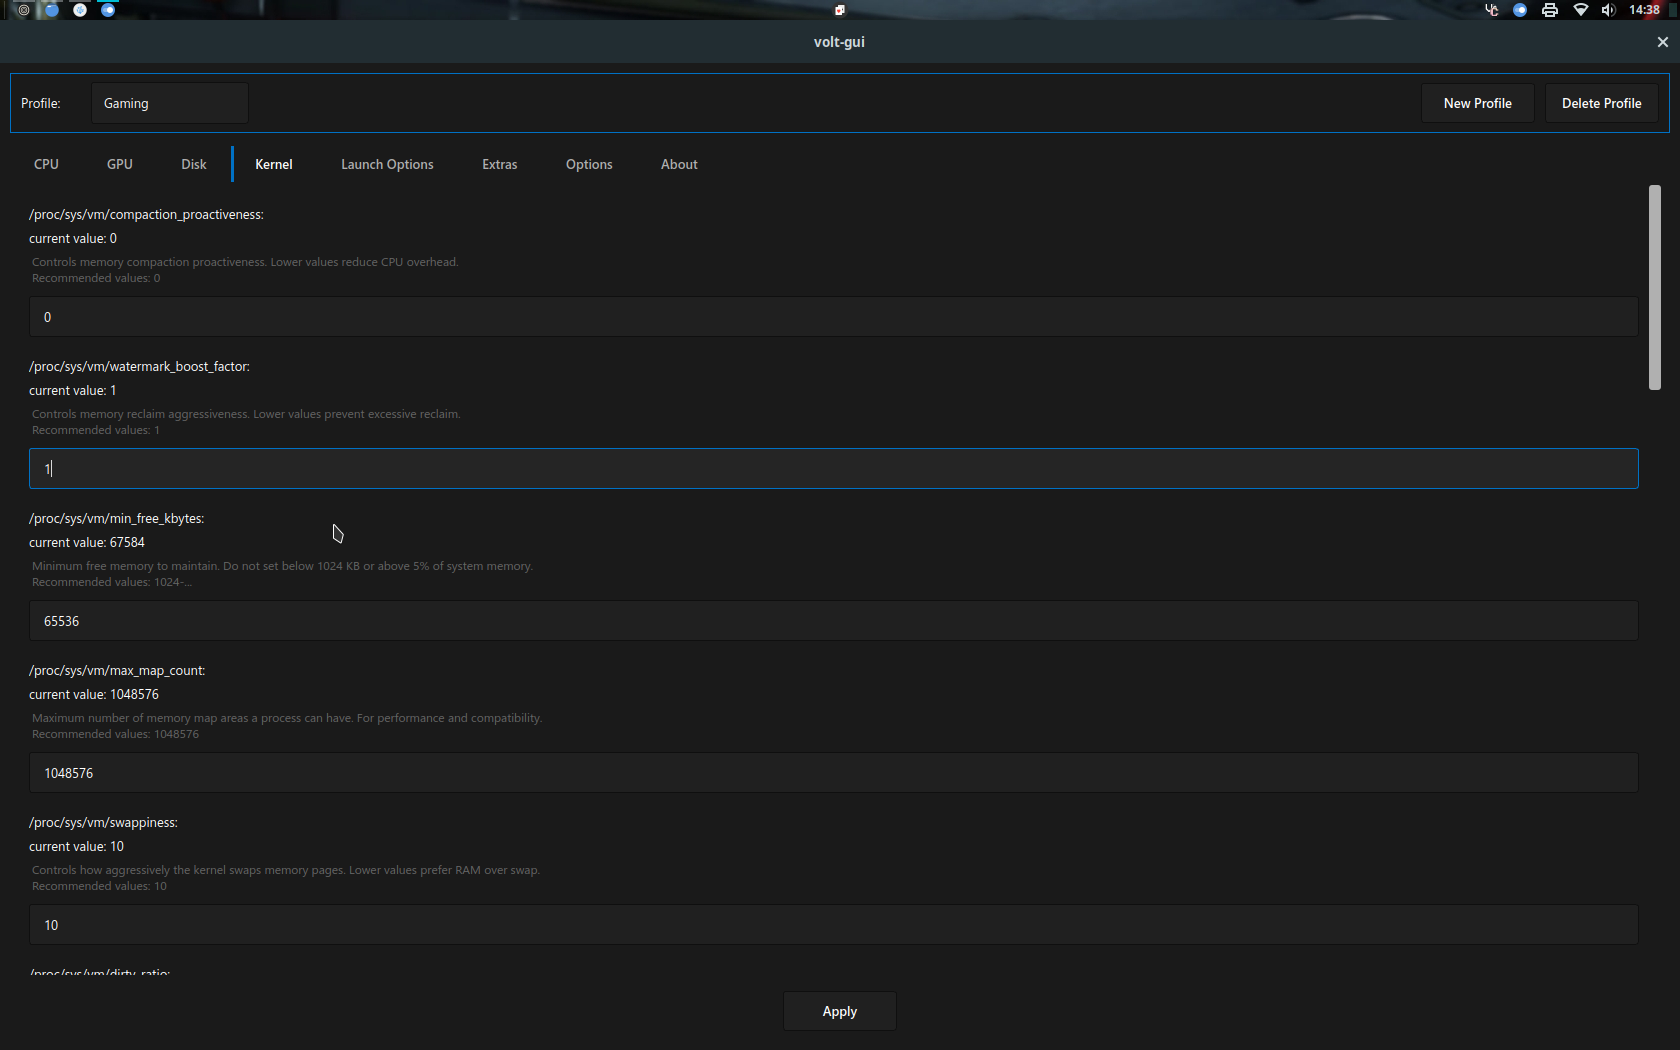 14:38
volt-gui
Profile:
Gaming
New Profile
Delete Profile
CPU
GPU
Disk
Kernel
Launch Options
Extras
Options
About
/proc/sys/vm/compaction_proactiveness:
current value: 0
Controls memory compaction proactiveness. Lower values reduce CPU overhead.
Recommended values: 0
0
/proc/sys/vm/watermark_boost_factor:
current value: 1
Controls memory reclaim aggressiveness. Lower values prevent excessive reclaim.
Recommended values: 1
1
/proc/sys/vm/min_free_kbytes:
current value: 67584
Minimum free memory to maintain. Do not set below 1024 KB or above 5% of system memory.
Recommended values: 1024-...
65536
/proc/sys/vm/max_map_count:
current value: 1048576
Maximum number of memory map areas a process can have. For performance and compatibility.
Recommended values: 1048576
1048576
/proc/sys/vm/swappiness:
current value: 10
Controls how aggressively the kernel swaps memory pages. Lower values prefer RAM over swap.
Recommended values: 10
10
/proc/sys/vm/dirty_ratio:
Apply